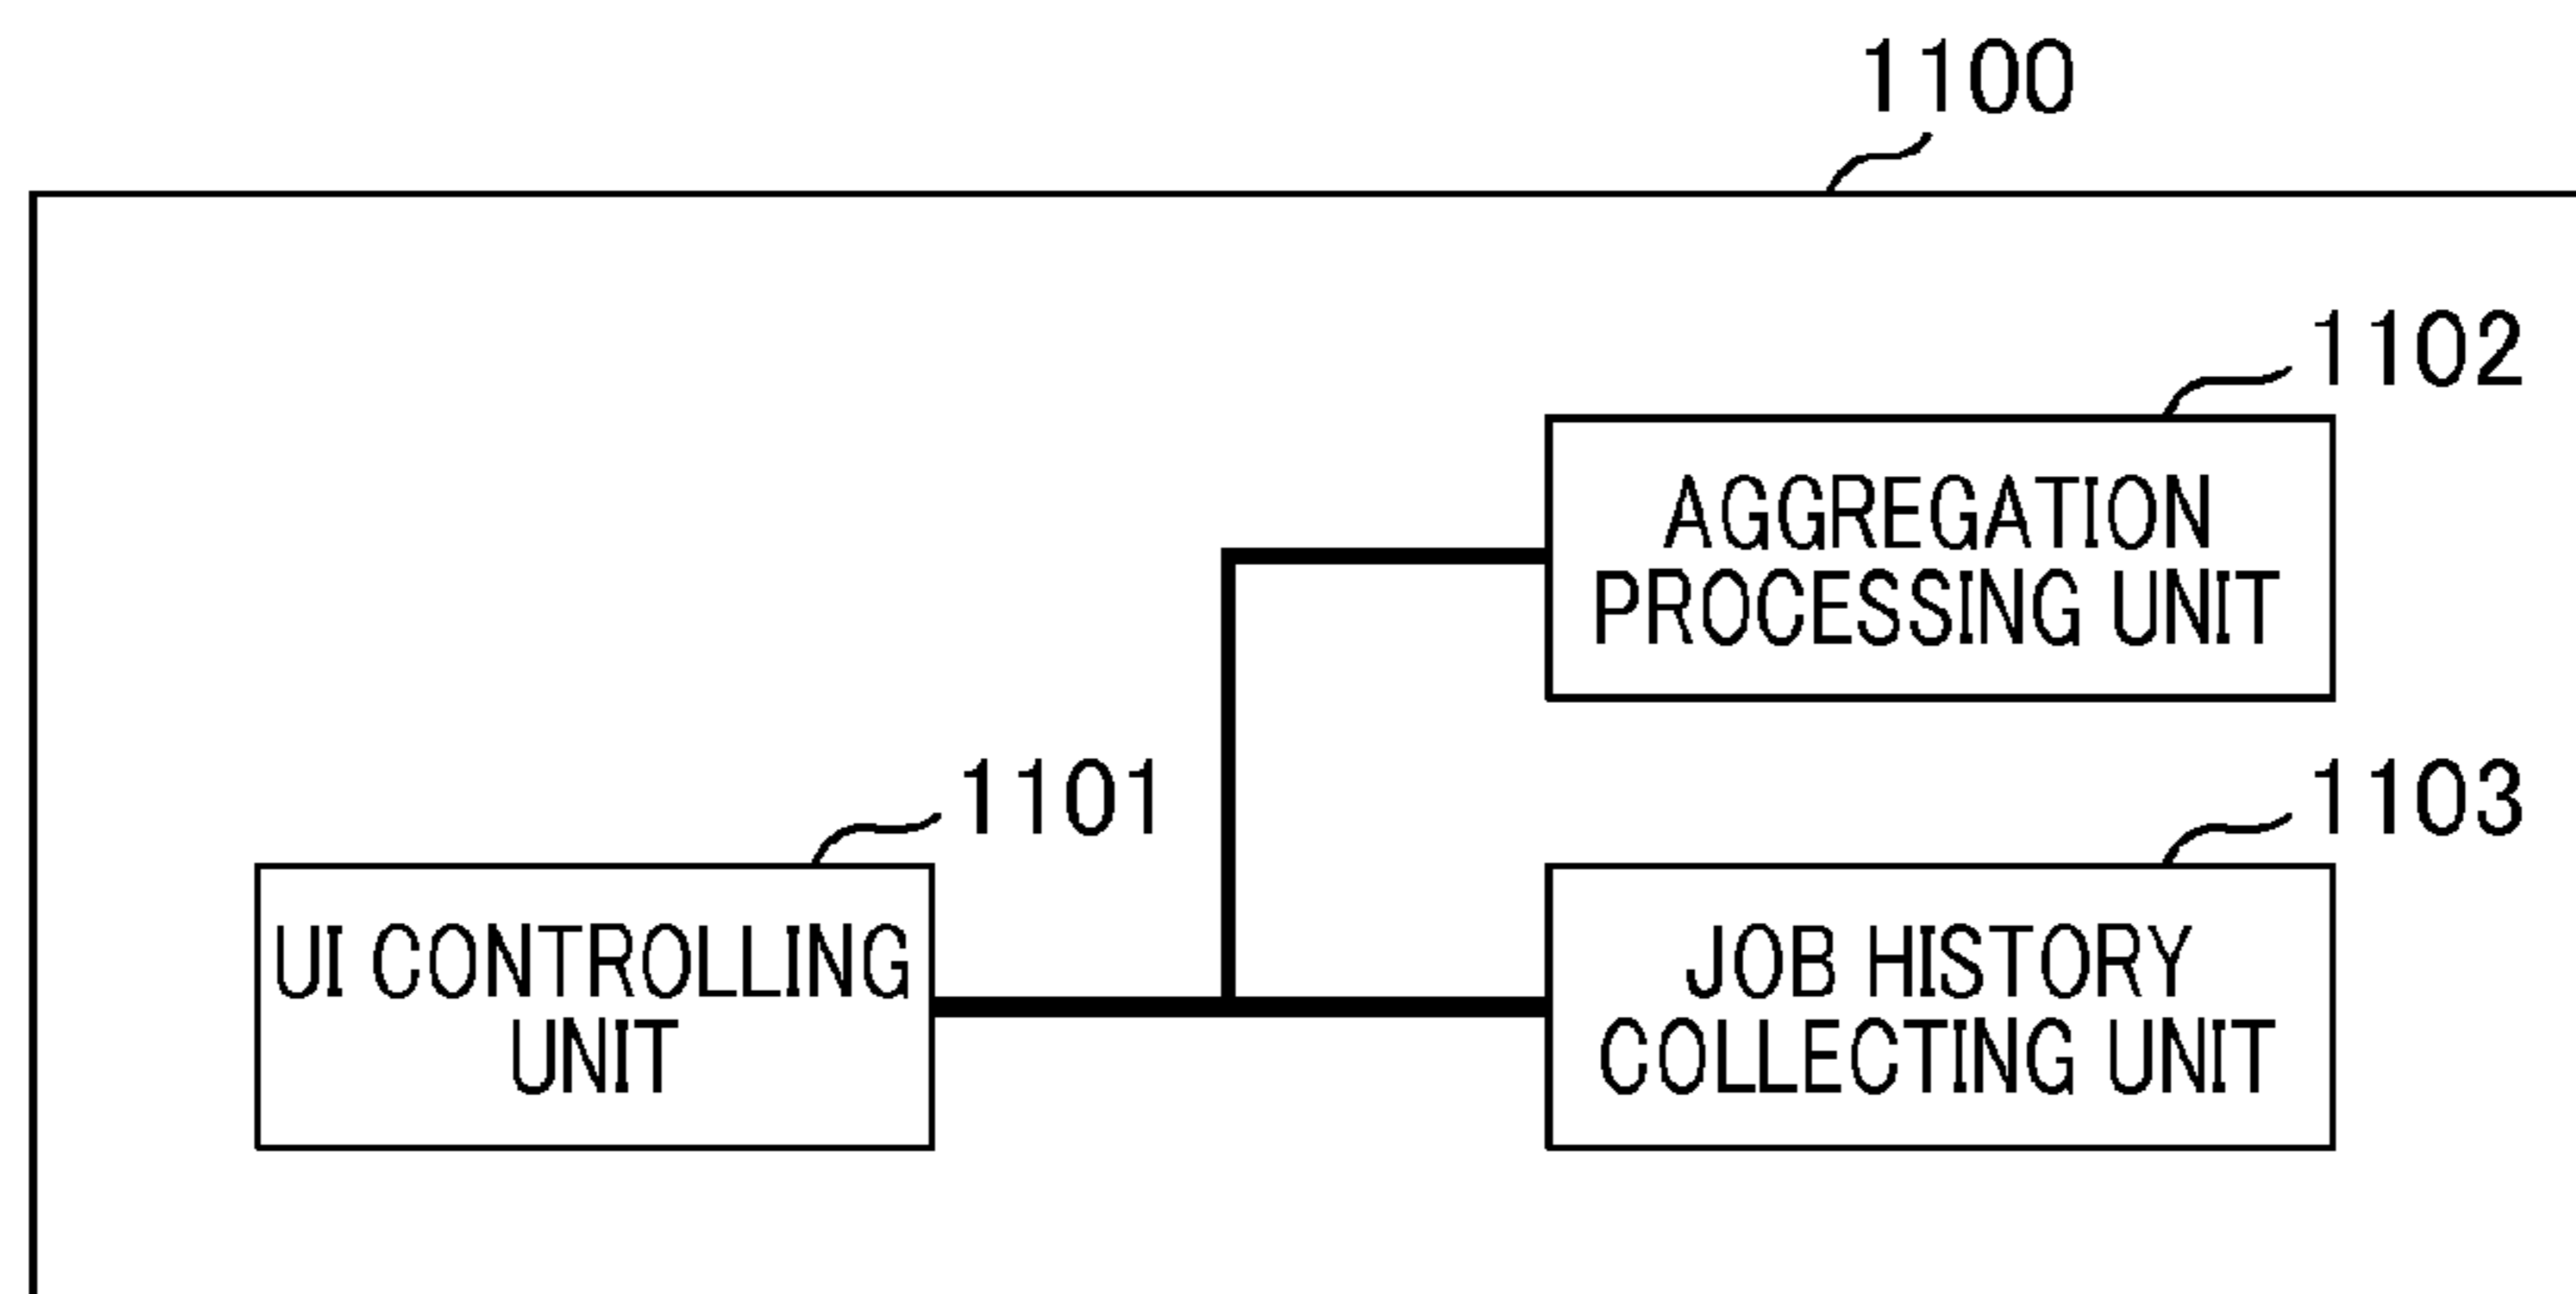 1100
1102
AGGREGATION
PROCESSING UNIT
1101
1103
UI CONTROLLING
UNIT
JOB HISTORY
COLLECTING UNIT